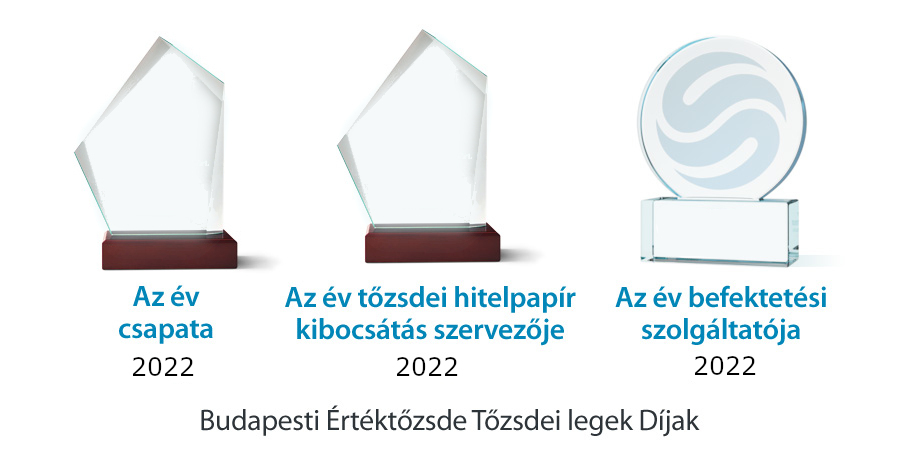 Az év
csapata
2022
Az év tőzsdei hitelpapír
kibocsátás szervezője
2022
Az év befektetési
szolgáltatója
2022
Budapesti Értéktőzsde Tőzsdei legek Díjak